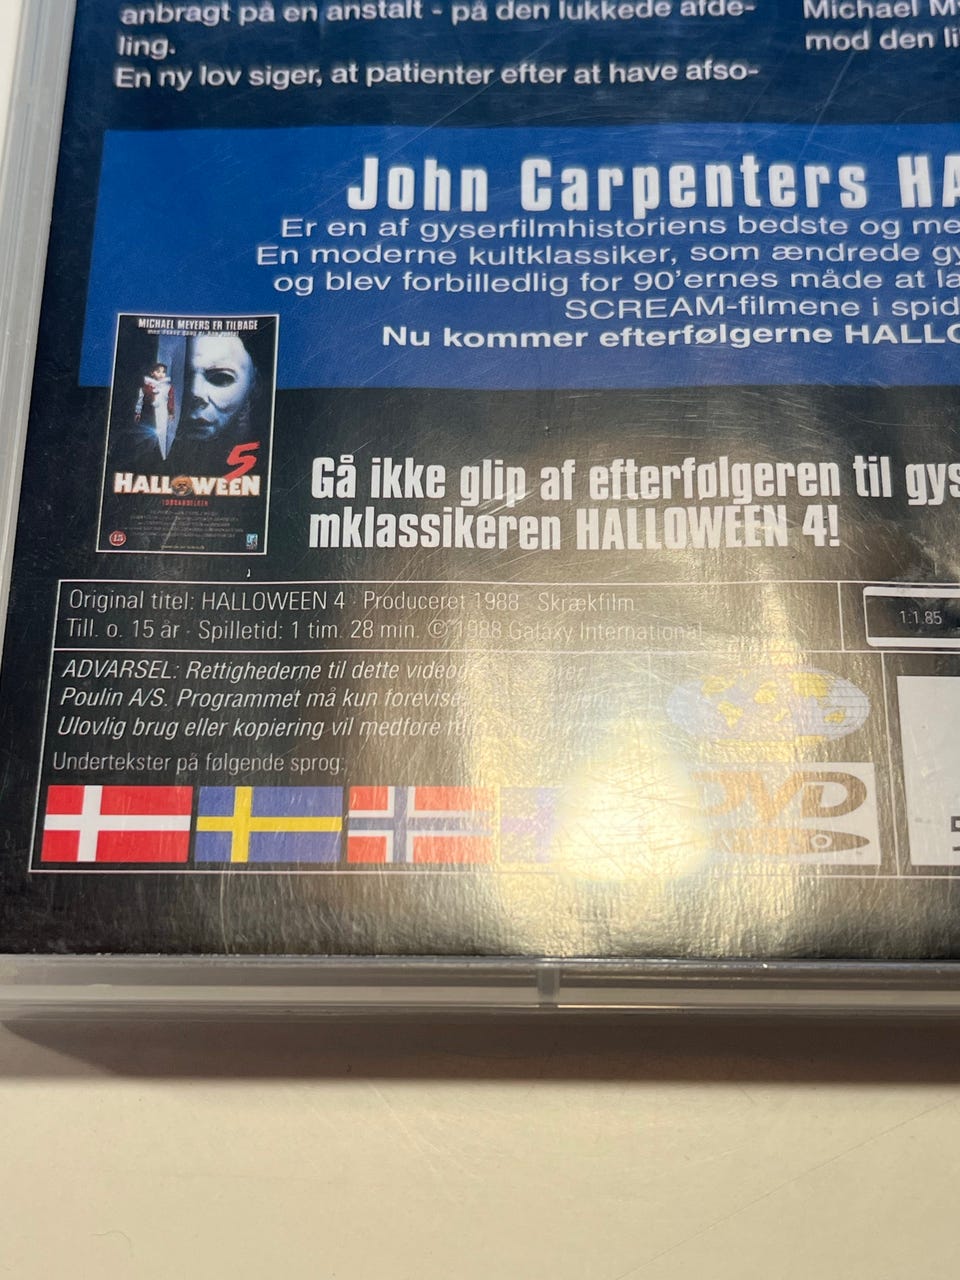 anbragt på en anstalt - på den lukkede afde-
ling.
En ny lov siger, at patienter efter at have afso-
Michael M
mod den li
John Carpenters HA
Er en af gyserfilmhistoriens bedste og me
En moderne kultklassiker, som ændrede gy
og blev forbilledlig for 90'ernes måde at la
SCREAM-filmene i spid
Nu kommer efterfølgerne HALLO
MICHAEL MEYERS ER TILBAGE
5
HALLOWEEN
15
Gå ikke glip af efterfølgeren til gys
mklassikeren HALLOWEEN 4!
Original titel: HALLOWEEN 4 · Produceret 1988 · Skrækfilm
Till. o. 15 år · Spilletid: 1 tim. 28 min. © 1988 Galaxy International
1:1.85
ADVARSEL: Rettighederne til dette videog
Poulin A/S. Programmet må kun forevise
Ulovlig brug eller kopiering vil medføre
Undertekster på følgende sprog:
DVD
VIDEO
5